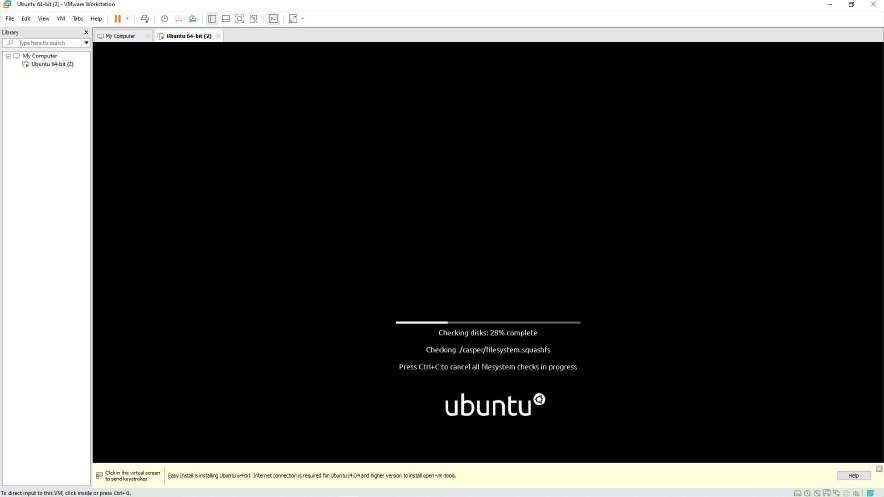 Ubuntu 64-bit (2) - VMware Workstation
File Edit View VM Tabs Help
Library
Type here to search
My Computer
Ubuntu 64-bit (2)
My Computer
Ubuntu 64-bit (2)
Checking disks: 28% complete
Checking ./casper/filesystem.squashfs
Press Ctrl+C to cancel all filesystem checks in progress
ubuntu
Click in the virtual screen
to send keystrokes
Easy Install is installing Ubuntu 64-bit. Internet connection is required for Ubuntu 14.04 and higher version to install open-vm-tools.
Help
To direct input to this VM, click inside or press Ctrl+G.